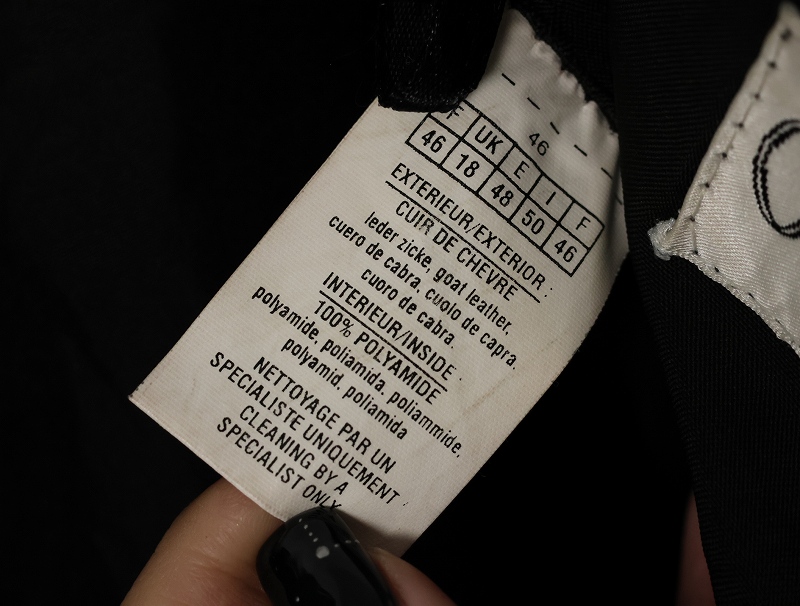 46
F UK E I F
46 18 48 50 46
EXTERIEUR/EXTERIOR :
CUIR DE CHEVRE
leder zicke, goat leather,
cuero de cabra, cuolo de capra.
cuoro de cabra.
INTERIEUR/INSIDE :
100% POLYAMIDE
polyamide, poliamida, poliammide,
polyamid, poliamida
NETTOYAGE PAR UN
SPECIALISTE UNIQUEMENT
CLEANING BY A
SPECIALIST ONLY